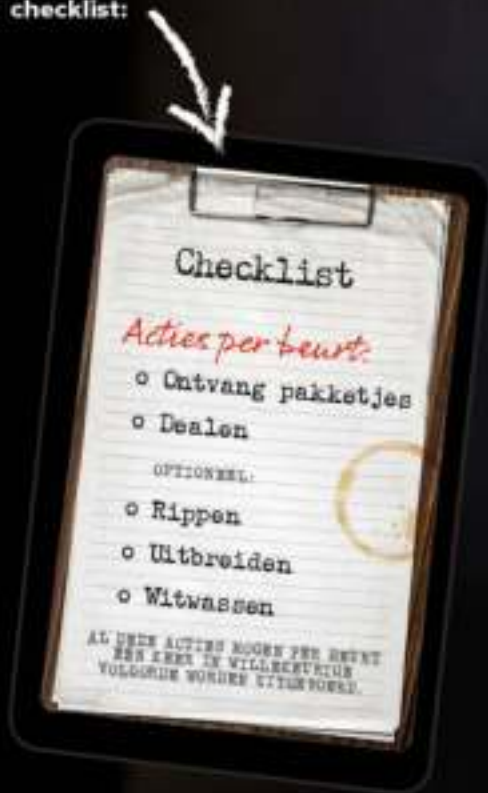 checklist:
Checklist
Acties per beurt:
o Ontvang pakketjes
o Dealen
OPTIONEEL:
o Rippen
o Uitbreiden
o Witwassen
AL DEZE ACTIES MOGEN PER BEURT
EEN KEER IN WILLEKEURIGE
VOLGORDE WORDEN UITGEVOERD.